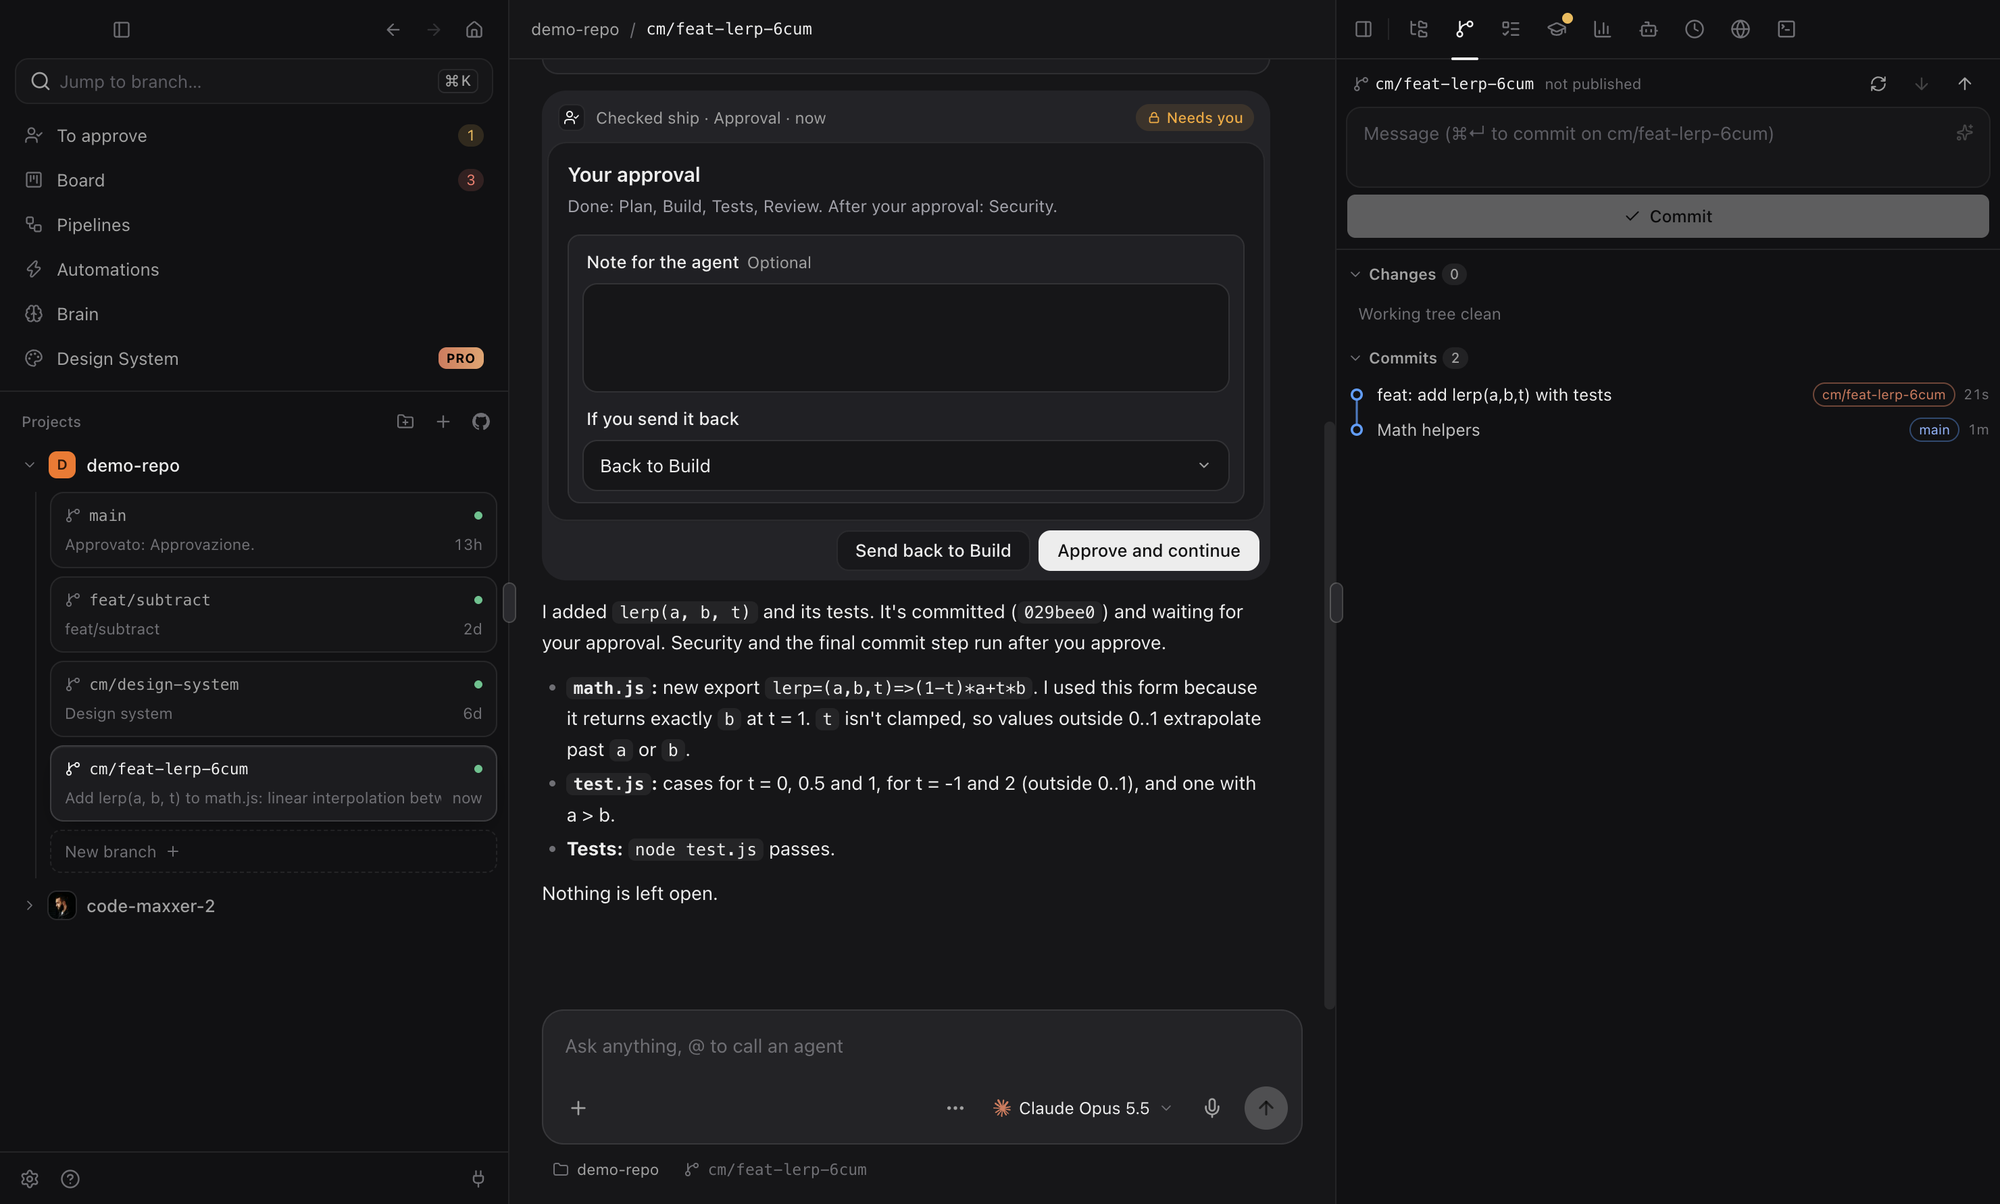 Jump to branch...
⌘K
To approve
1
Board
3
Pipelines
Automations
Brain
Design System
PRO
Projects
D
demo-repo
main
Approvato: Approvazione.
13h
feat/subtract
feat/subtract
2d
cm/design-system
Design system
6d
cm/feat-lerp-6cum
Add lerp(a, b, t) to math.js: linear interpolation betw
now
New branch +
code-maxxer-2
demo-repo / cm/feat-lerp-6cum
Checked ship · Approval · now
Needs you
Your approval
Done: Plan, Build, Tests, Review. After your approval: Security.
Note for the agent Optional
If you send it back
Back to Build
Send back to Build
Approve and continue
I added lerp(a, b, t) and its tests. It's committed ( 029bee0 ) and waiting for
your approval. Security and the final commit step run after you approve.
• math.js : new export lerp=(a,b,t)=>(1-t)*a+t*b . I used this form because
it returns exactly b at t = 1. t isn't clamped, so values outside 0..1 extrapolate
past a or b .
• test.js : cases for t = 0, 0.5 and 1, for t = -1 and 2 (outside 0..1), and one with
a > b.
• Tests: node test.js passes.
Nothing is left open.
Ask anything, @ to call an agent
Claude Opus 5.5
demo-repo
cm/feat-lerp-6cum
cm/feat-lerp-6cum not published
Message (⌘↵ to commit on cm/feat-lerp-6cum)
Commit
Changes 0
Working tree clean
Commits 2
feat: add lerp(a,b,t) with tests
cm/feat-lerp-6cum
21s
Math helpers
main
1m